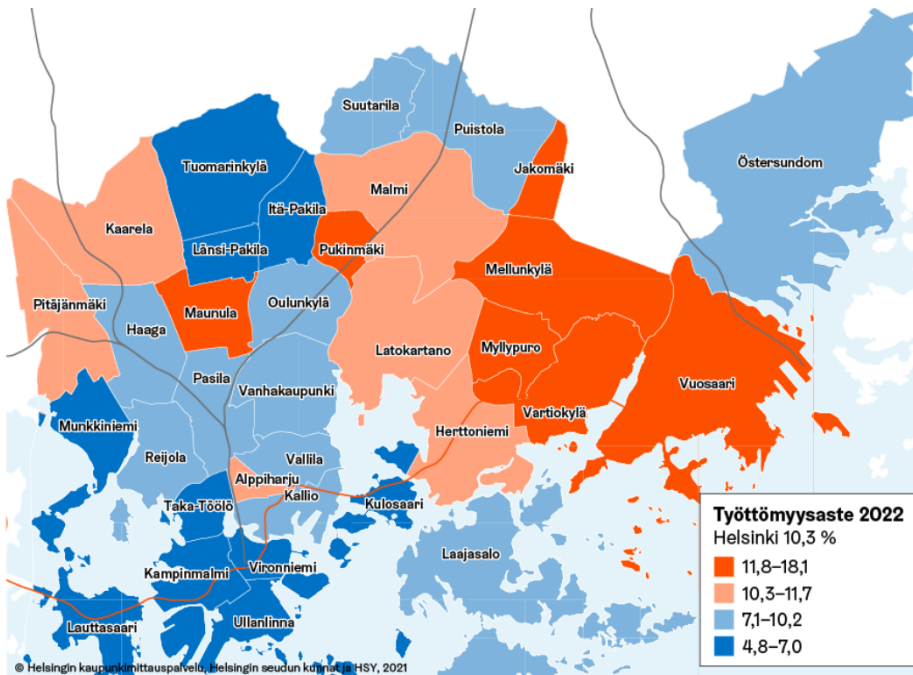 Suutarila
Puistola
Östersundom
Tuomarinkylä
Jakomäki
Malmi
Itä-Pakila
Kaarela
Länsi-Pakila
Pukinmäki
Mellunkylä
Pitäjänmäki
Maunula
Oulunkylä
Haaga
Latokartano
Myllypuro
Pasila
Vanhakaupunki
Vuosaari
Munkkiniemi
Vartiokylä
Herttoniemi
Reijola
Vallila
Alppiharju
Kallio
Taka-Töölö
Kulosaari
Laajasalo
Kampinmalmi
Vironniemi
Lauttasaari
Ullanlinna
Työttömyysaste 2022
Helsinki 10,3 %
11,8–18,1
10,3–11,7
7,1–10,2
4,8–7,0
© Helsingin kaupunkimittauspalvelu, Helsingin seudun kunnat ja HSY, 2021